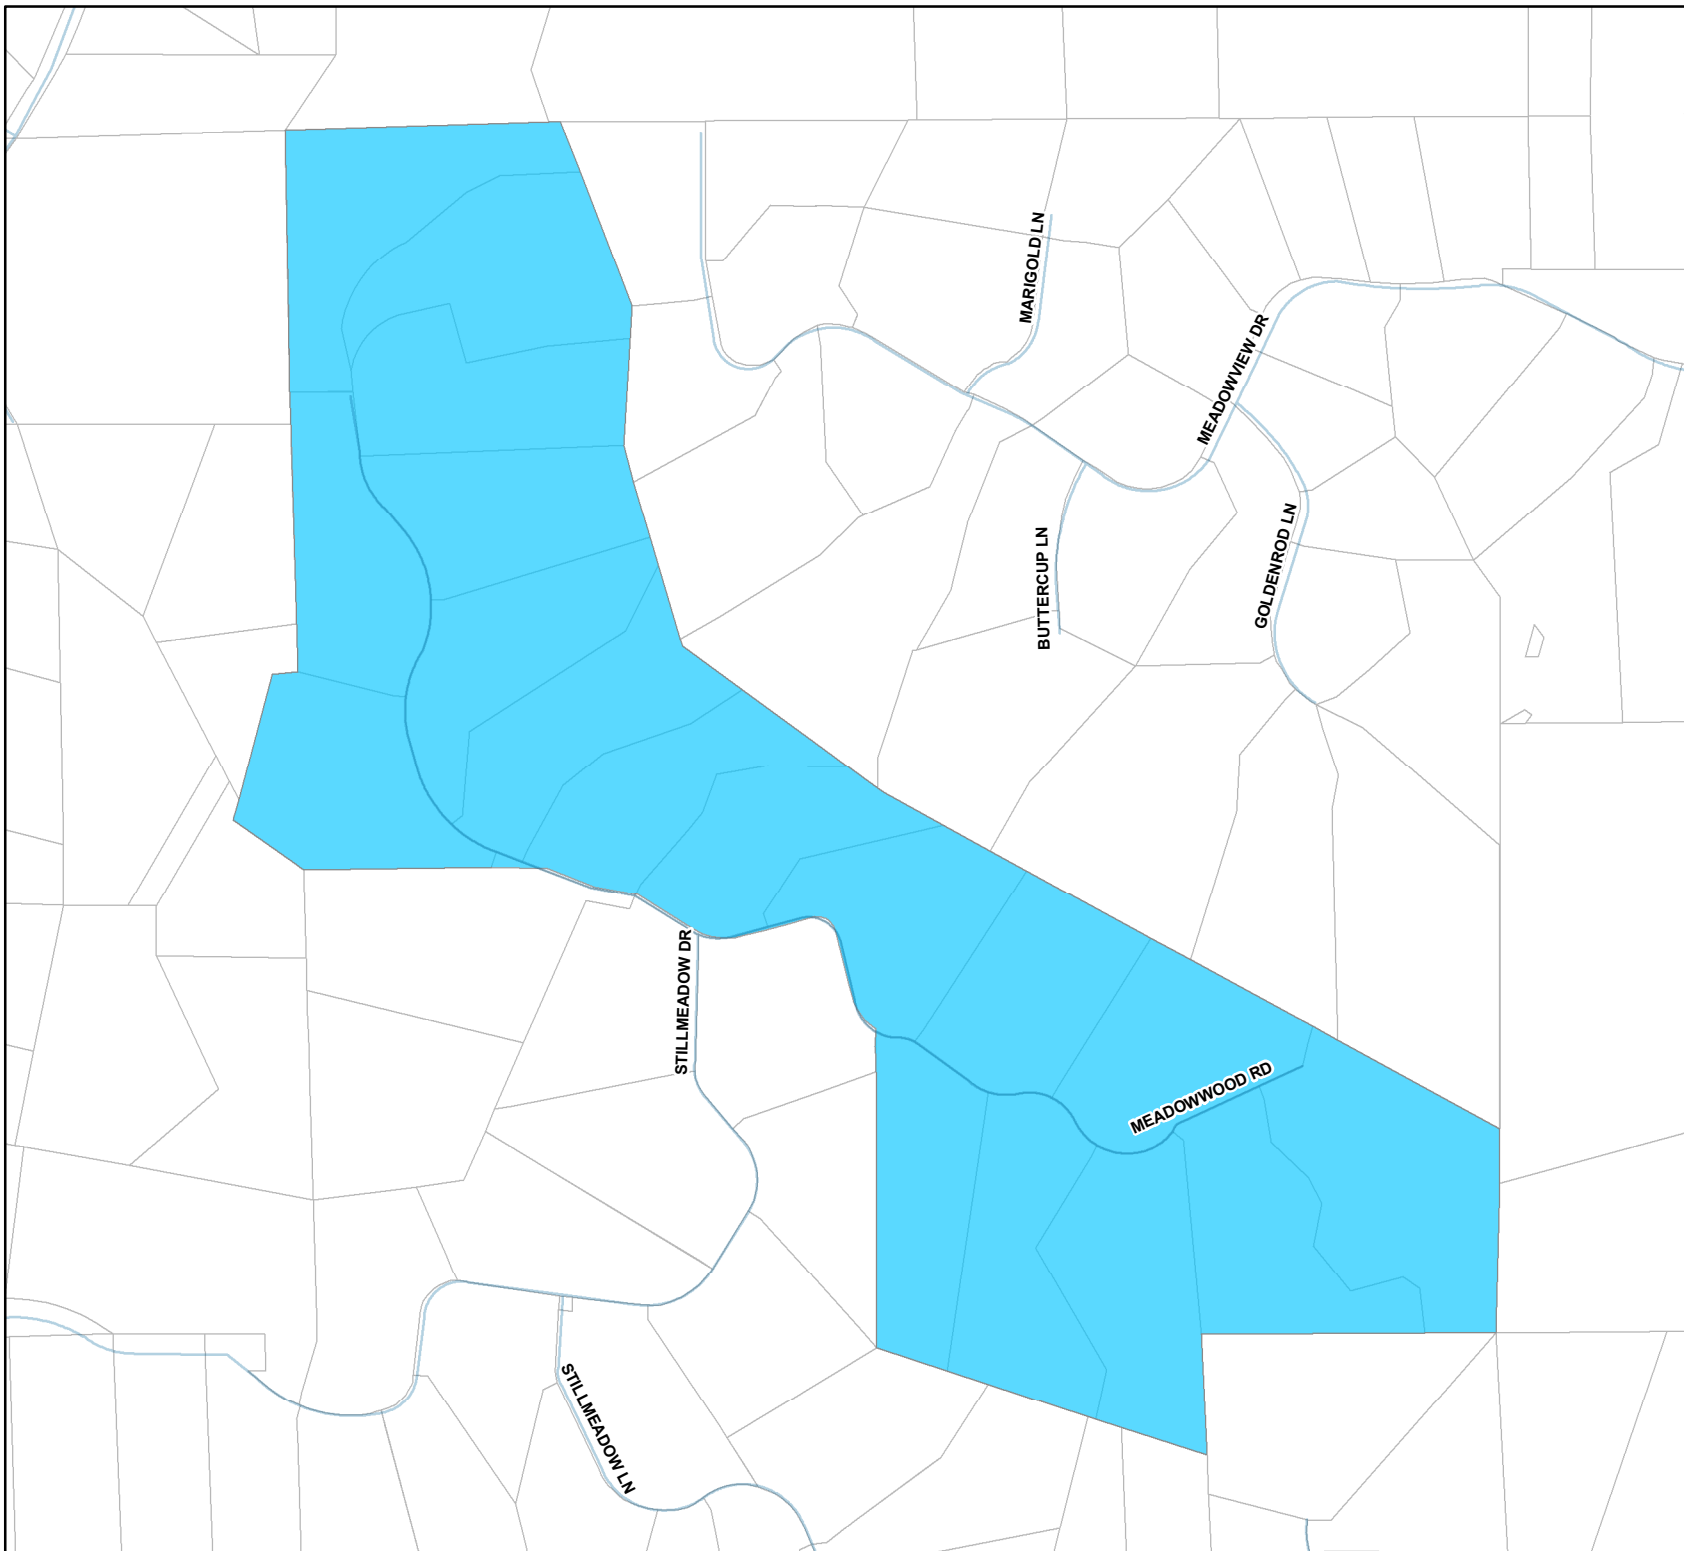 MARIGOLD LN
MEADOWVIEW DR
BUTTERCUP LN
GOLDENROD LN
STILLMEADOW DR
MEADOWWOOD RD
STILLMEADOW LN